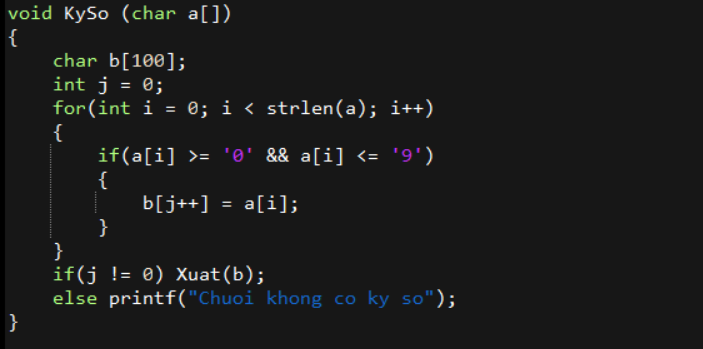 void KySo (char a[])
{
    char b[100];
    int j = 0;
    for(int i = 0; i < strlen(a); i++)
    {
        if(a[i] >= '0' && a[i] <= '9')
        {
            b[j++] = a[i];
        }
    }
    if(j != 0) Xuat(b);
    else printf("Chuoi khong co ky so");
}